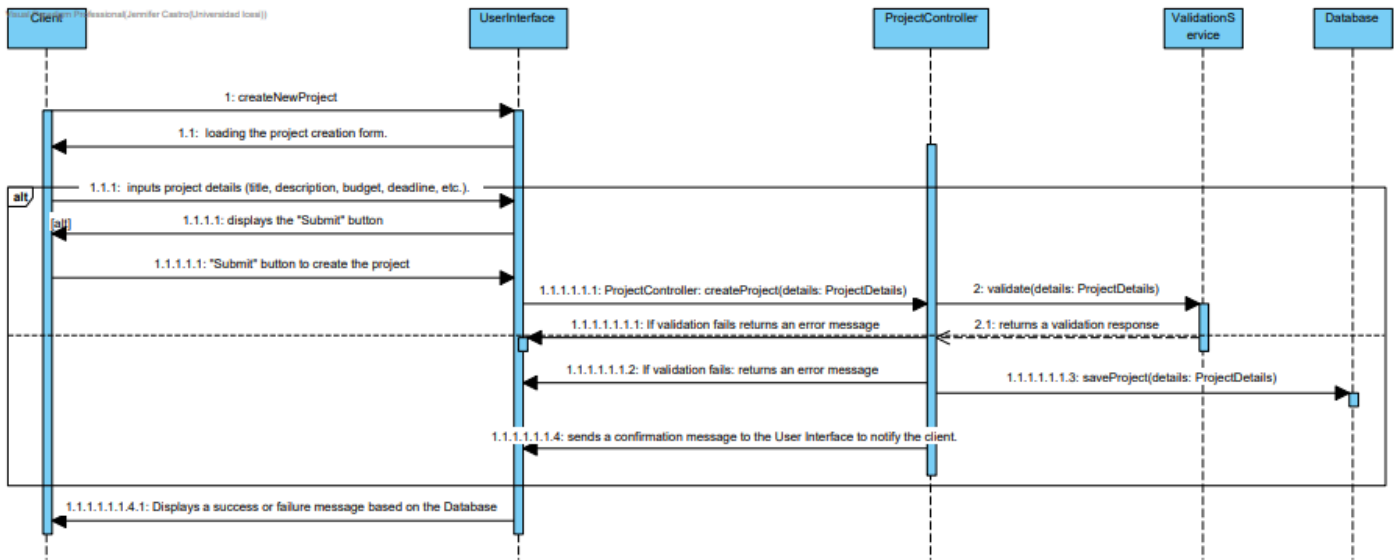 Professional(Jennifer Castro(Universidad Icesi))
Client
UserInterface
ProjectController
ValidationS
ervice
Database
1: createNewProject
1.1: loading the project creation form.
alt
1.1.1: inputs project details (title, description, budget, deadline, etc.).
[alt]
1.1.1.1: displays the "Submit" button
1.1.1.1.1: "Submit" button to create the project
1.1.1.1.1.1: ProjectController: createProject(details: ProjectDetails)
2: validate(details: ProjectDetails)
1.1.1.1.1.1.1: If validation fails returns an error message
2.1: returns a validation response
1.1.1.1.1.1.2: If validation fails: returns an error message
1.1.1.1.1.1.3: saveProject(details: ProjectDetails)
1.1.1.1.1.1.4: sends a confirmation message to the User Interface to notify the client.
1.1.1.1.1.1.4.1: Displays a success or failure message based on the Database